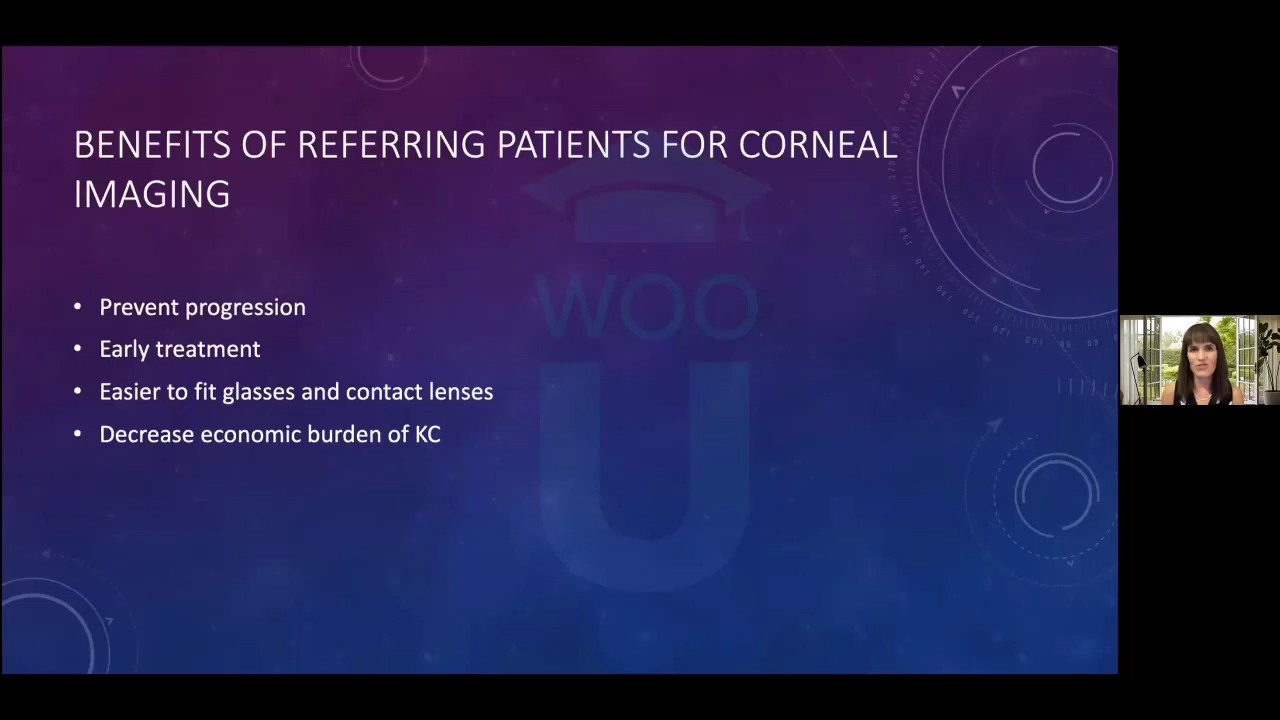 BENEFITS OF REFERRING PATIENTS FOR CORNEAL
IMAGING
• Prevent progression
• Early treatment
• Easier to fit glasses and contact lenses
• Decrease economic burden of KC
WOO
U